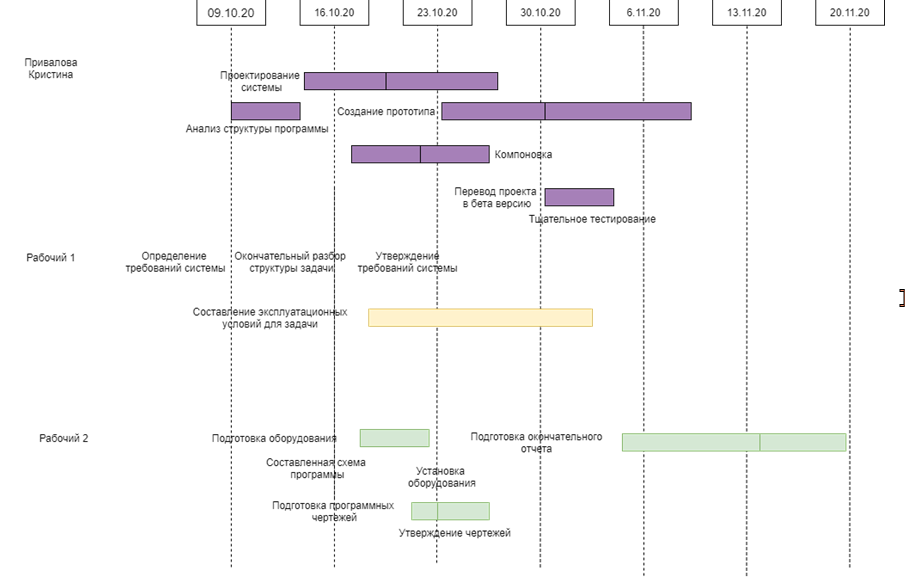 09.10.20 16.10.20 23.10.20 30.10.20 6.11.20 13.11.20 20.11.20
Привалова
Кристина
Проектирование
системы
Создание прототипа
Анализ структуры программы
Компоновка
Перевод проекта
в бета версию
Тщательное тестирование
Рабочий 1
Определение
требований системы
Окончательный разбор
структуры задачи
Утверждение
требований системы
Составление эксплуатационных
условий для задачи
Рабочий 2
Подготовка оборудования
Подготовка окончательного
отчета
Составленная схема
программы
Установка
оборудования
Подготовка программных
чертежей
Утверждение чертежей